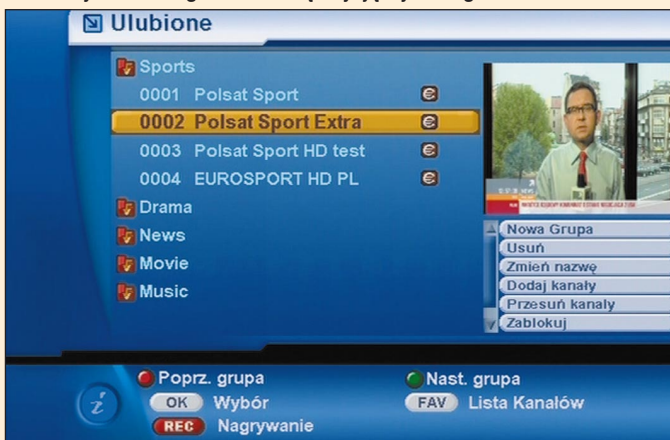 Ulubione
Sports
0001 Polsat Sport
0002 Polsat Sport Extra
0003 Polsat Sport HD test
0004 EUROSPORT HD PL
Drama
News
Movie
Music
Nowa Grupa
Usuń
Zmień nazwę
Dodaj kanały
Przesuń kanały
Zablokuj
Poprz. grupa
Nast. grupa
OK Wybór
FAV Lista Kanałów
REC Nagrywanie